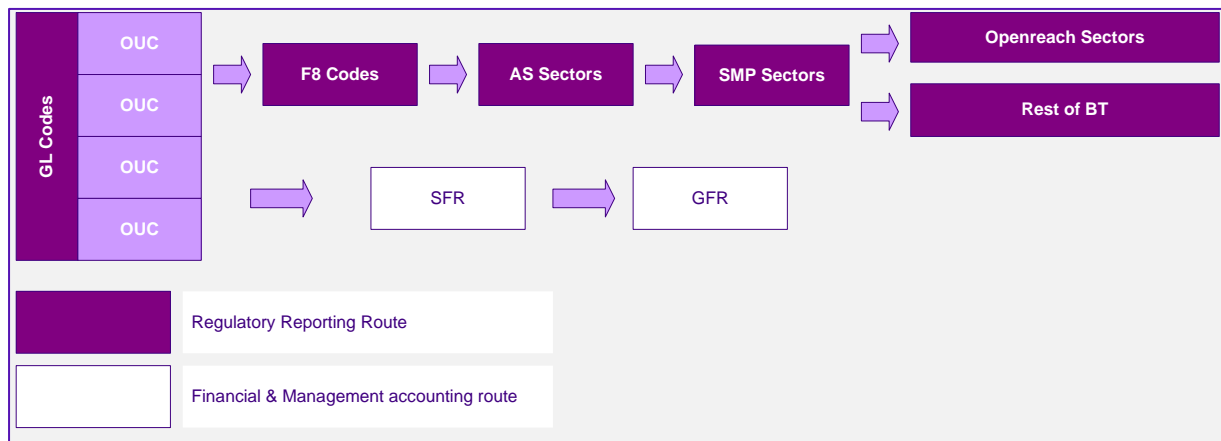 GL Codes
OUC
OUC
OUC
OUC
F8 Codes
AS Sectors
SMP Sectors
Openreach Sectors
Rest of BT
SFR
GFR
Regulatory Reporting Route
Financial & Management accounting route